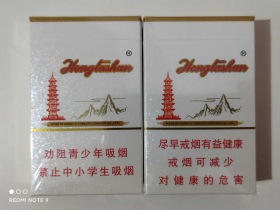 Hongtashan
®
劝阻青少年吸烟
禁止中小学生吸烟
Hongtashan
®
尽早戒烟有益健康
戒烟可减少
对健康的危害
REDMI NOTE 9